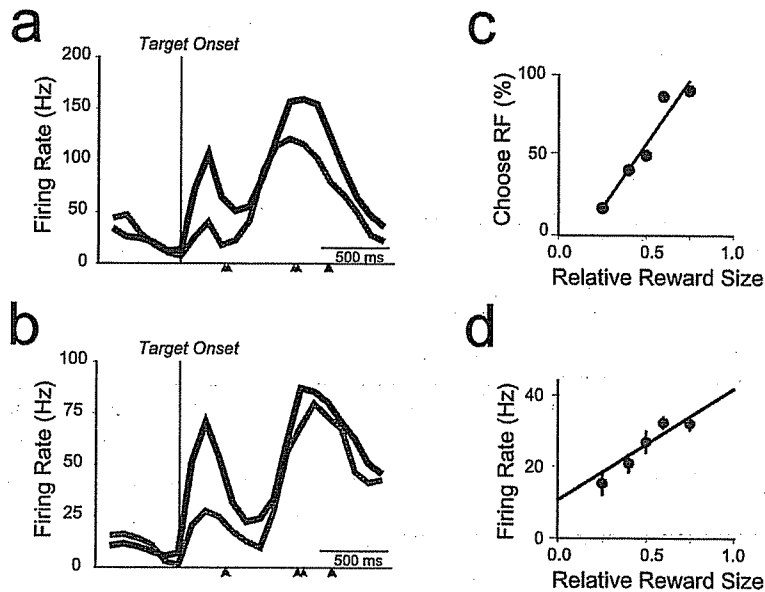 a
Target Onset
Firing Rate (Hz)
200
150
100
50
0
500 ms
b
Target Onset
Firing Rate (Hz)
100
75
50
25
0
500 ms
c
Choose RF (%)
100
50
0
0.0 0.5 1.0
Relative Reward Size
d
Firing Rate (Hz)
40
20
0
0.0 0.5 1.0
Relative Reward Size